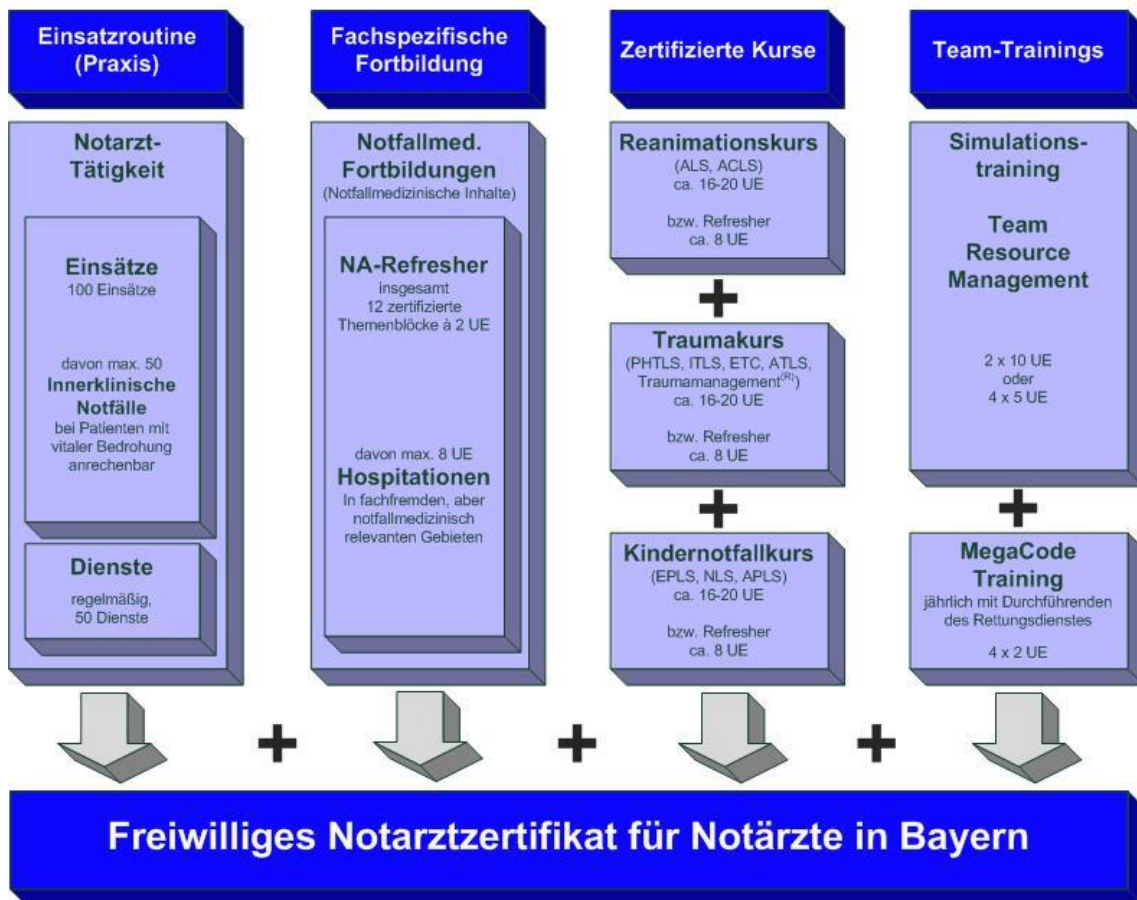 Einsatzroutine
(Praxis)
Notarzt-
Tätigkeit
Einsätze
100 Einsätze
davon max. 50
Innerklinische
Notfälle
bei Patienten mit
vitaler Bedrohung
anrechenbar
Dienste
regelmäßig,
50 Dienste
Fachspezifische
Fortbildung
Notfallmed.
Fortbildungen
(Notfallmedizinische Inhalte)
NA-Refresher
insgesamt
12 zertifizierte
Themenblöcke à 2 UE
davon max. 8 UE
Hospitationen
In fachfremden, aber
notfallmedizinisch
relevanten Gebieten
Zertifizierte Kurse
Reanimationskurs
(ALS, ACLS)
ca. 16-20 UE
bzw. Refresher
ca. 8 UE
+
Traumakurs
(PHTLS, ITLS, ETC, ATLS,
Traumamanagement(R))
ca. 16-20 UE
bzw. Refresher
ca. 8 UE
+
Kindernotfallkurs
(EPLS, NLS, APLS)
ca. 16-20 UE
bzw. Refresher
ca. 8 UE
Team-Trainings
Simulations-
training
Team
Resource
Management
2 x 10 UE
oder
4 x 5 UE
+
MegaCode
Training
jährlich mit Durchführenden
des Rettungsdienstes
4 x 2 UE
+ + +
Freiwilliges Notarztzertifikat für Notärzte in Bayern